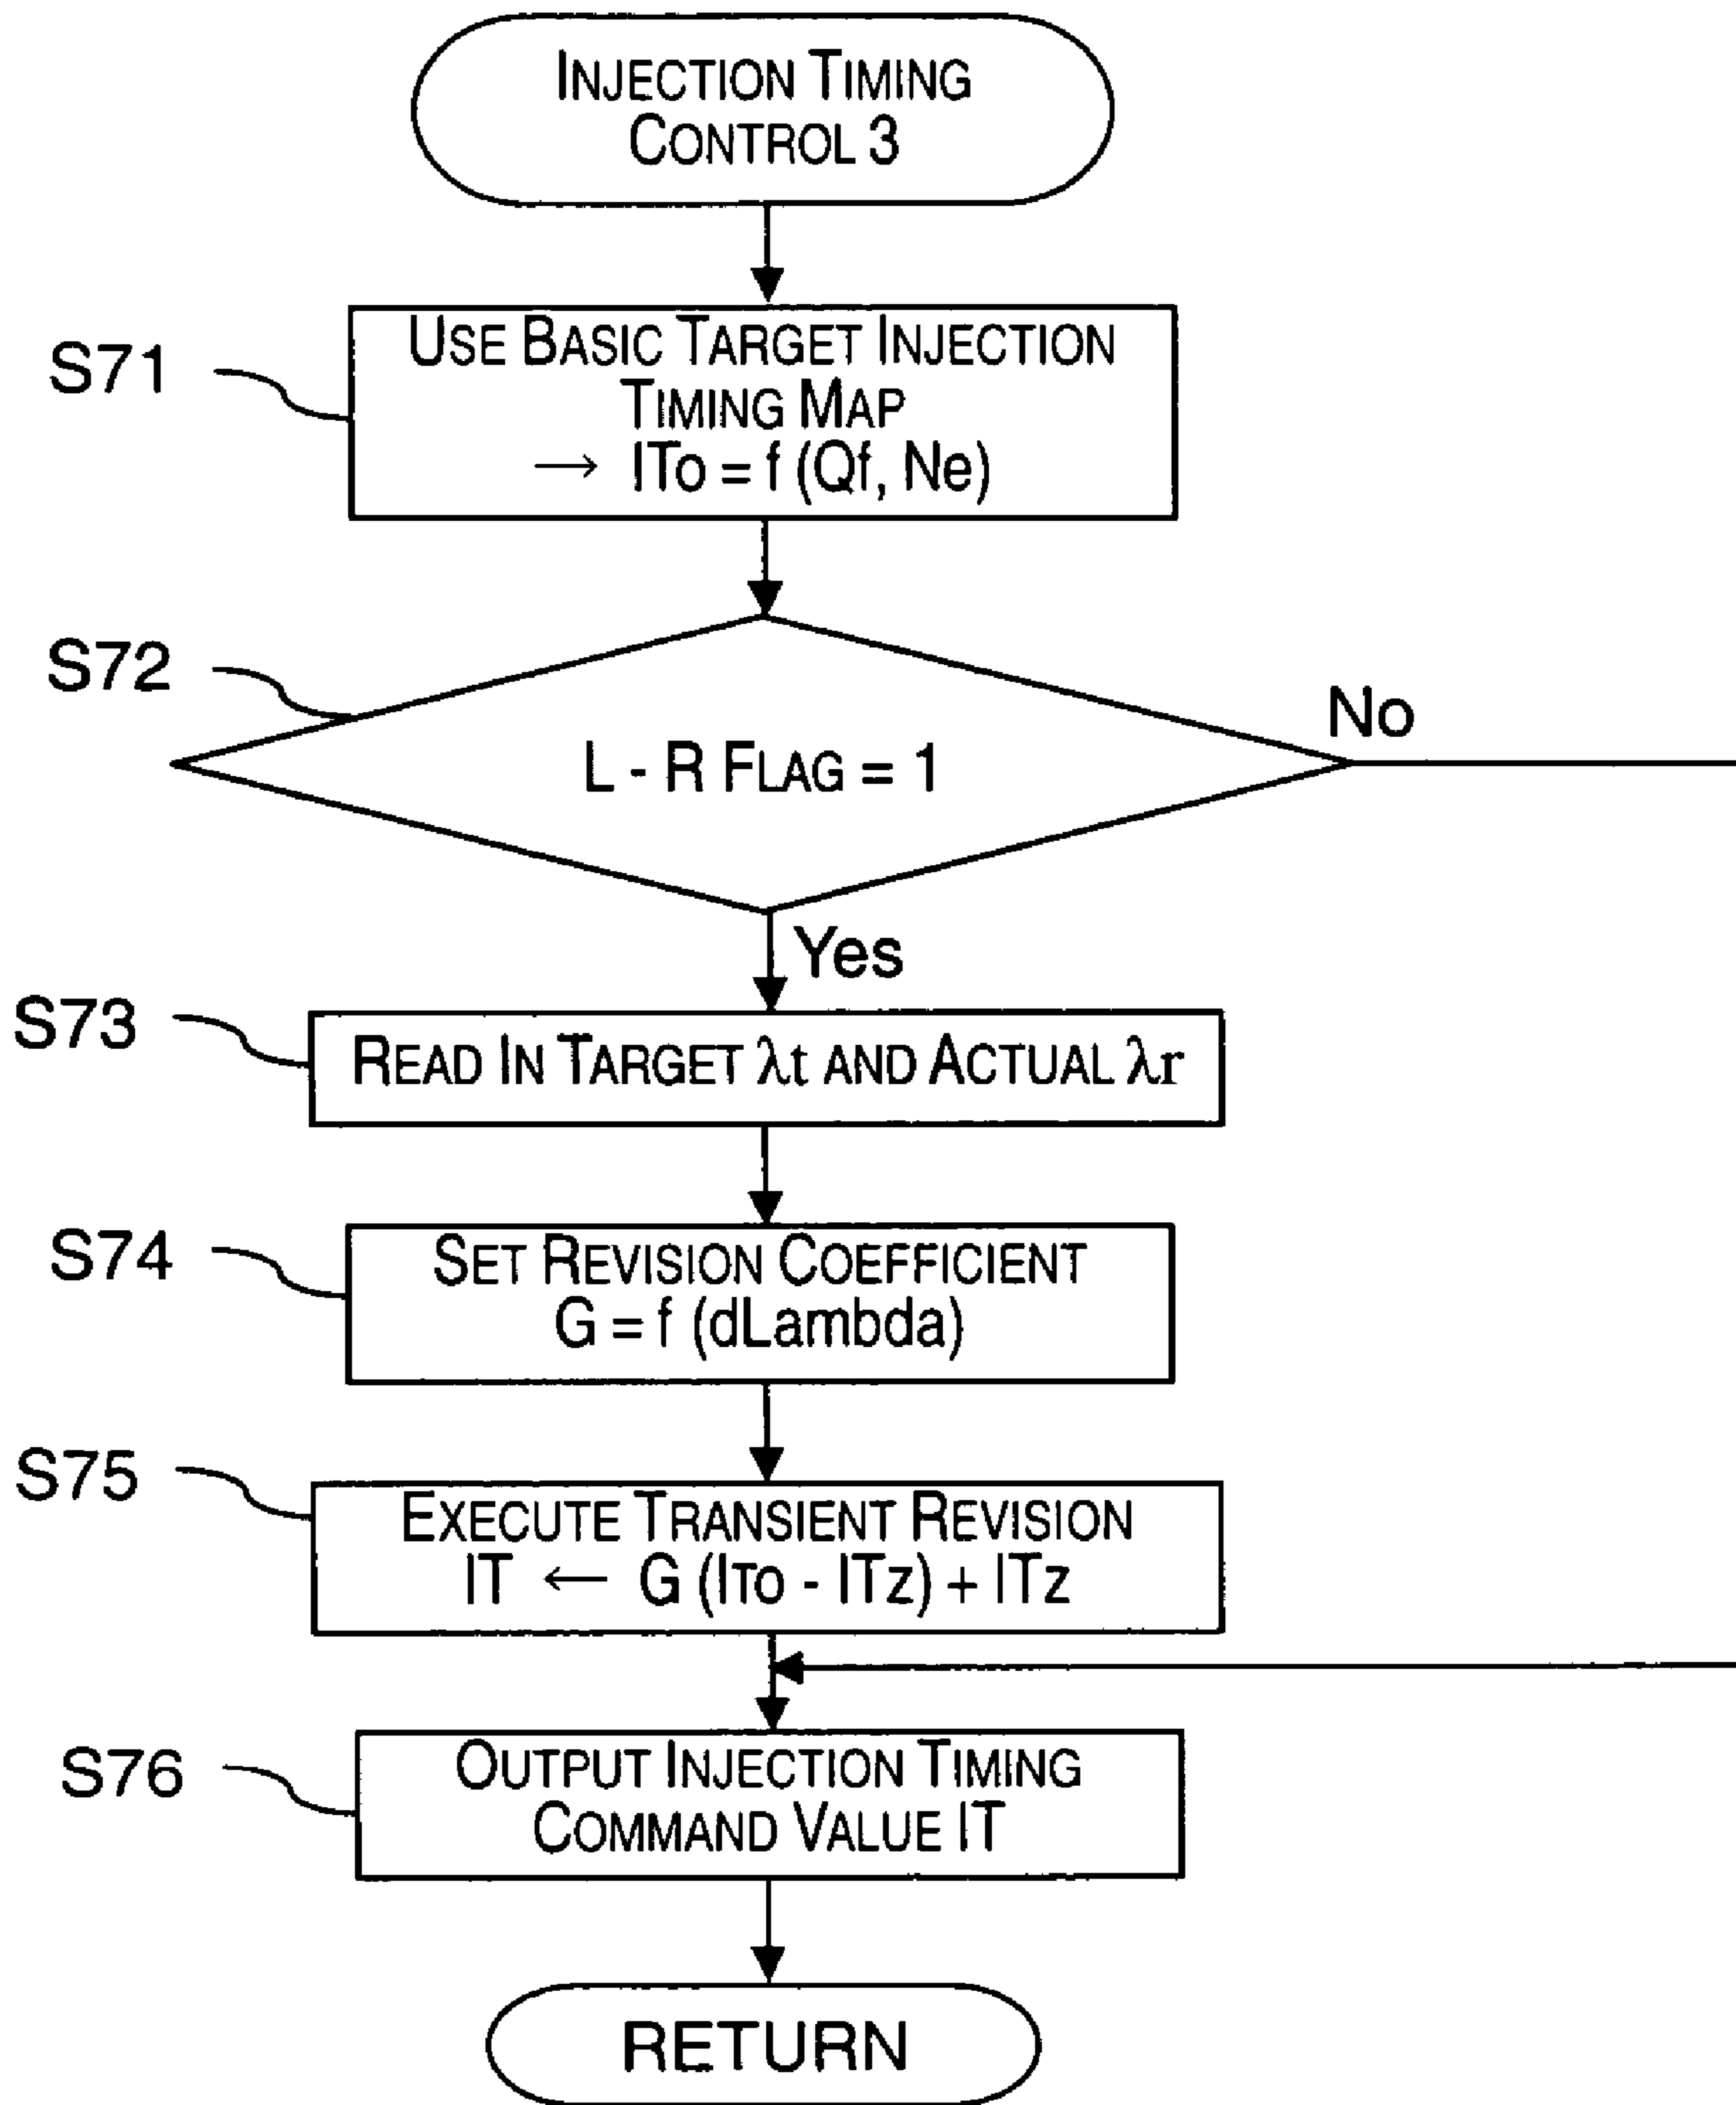 INJECTION TIMING
CONTROL 3
S71
USE BASIC TARGET INJECTION
TIMING MAP
→ ITo = f (Qf, Ne)
S72
L - R FLAG = 1
No
Yes
S73
READ IN TARGET λt AND ACTUAL λr
S74
SET REVISION COEFFICIENT
G = f (dLambda)
S75
EXECUTE TRANSIENT REVISION
IT ← G (ITo - ITz) + ITz
S76
OUTPUT INJECTION TIMING
COMMAND VALUE IT
RETURN